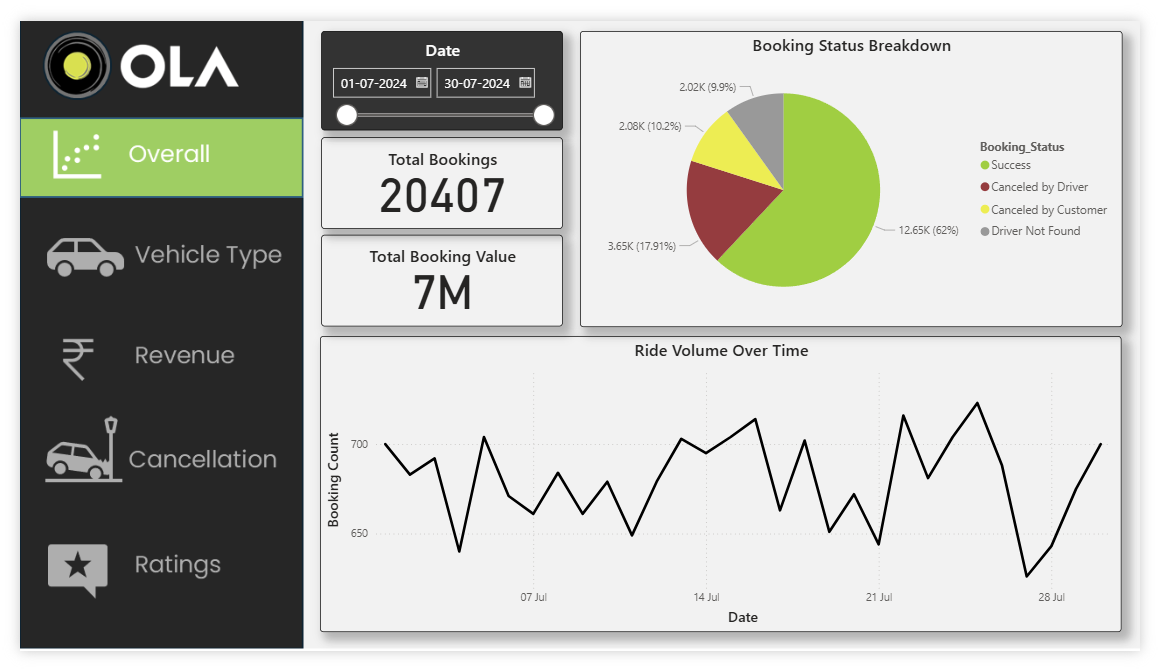 OLA
Overall
Vehicle Type
Revenue
Cancellation
Ratings
Date
01-07-2024 30-07-2024
Total Bookings
20407
Total Booking Value
7M
Booking Status Breakdown
2.02K (9.9%)
2.08K (10.2%)
3.65K (17.91%)
12.65K (62%)
Booking_Status
Success
Canceled by Driver
Canceled by Customer
Driver Not Found
Ride Volume Over Time
Booking Count
700
650
07 Jul 14 Jul 21 Jul 28 Jul
Date